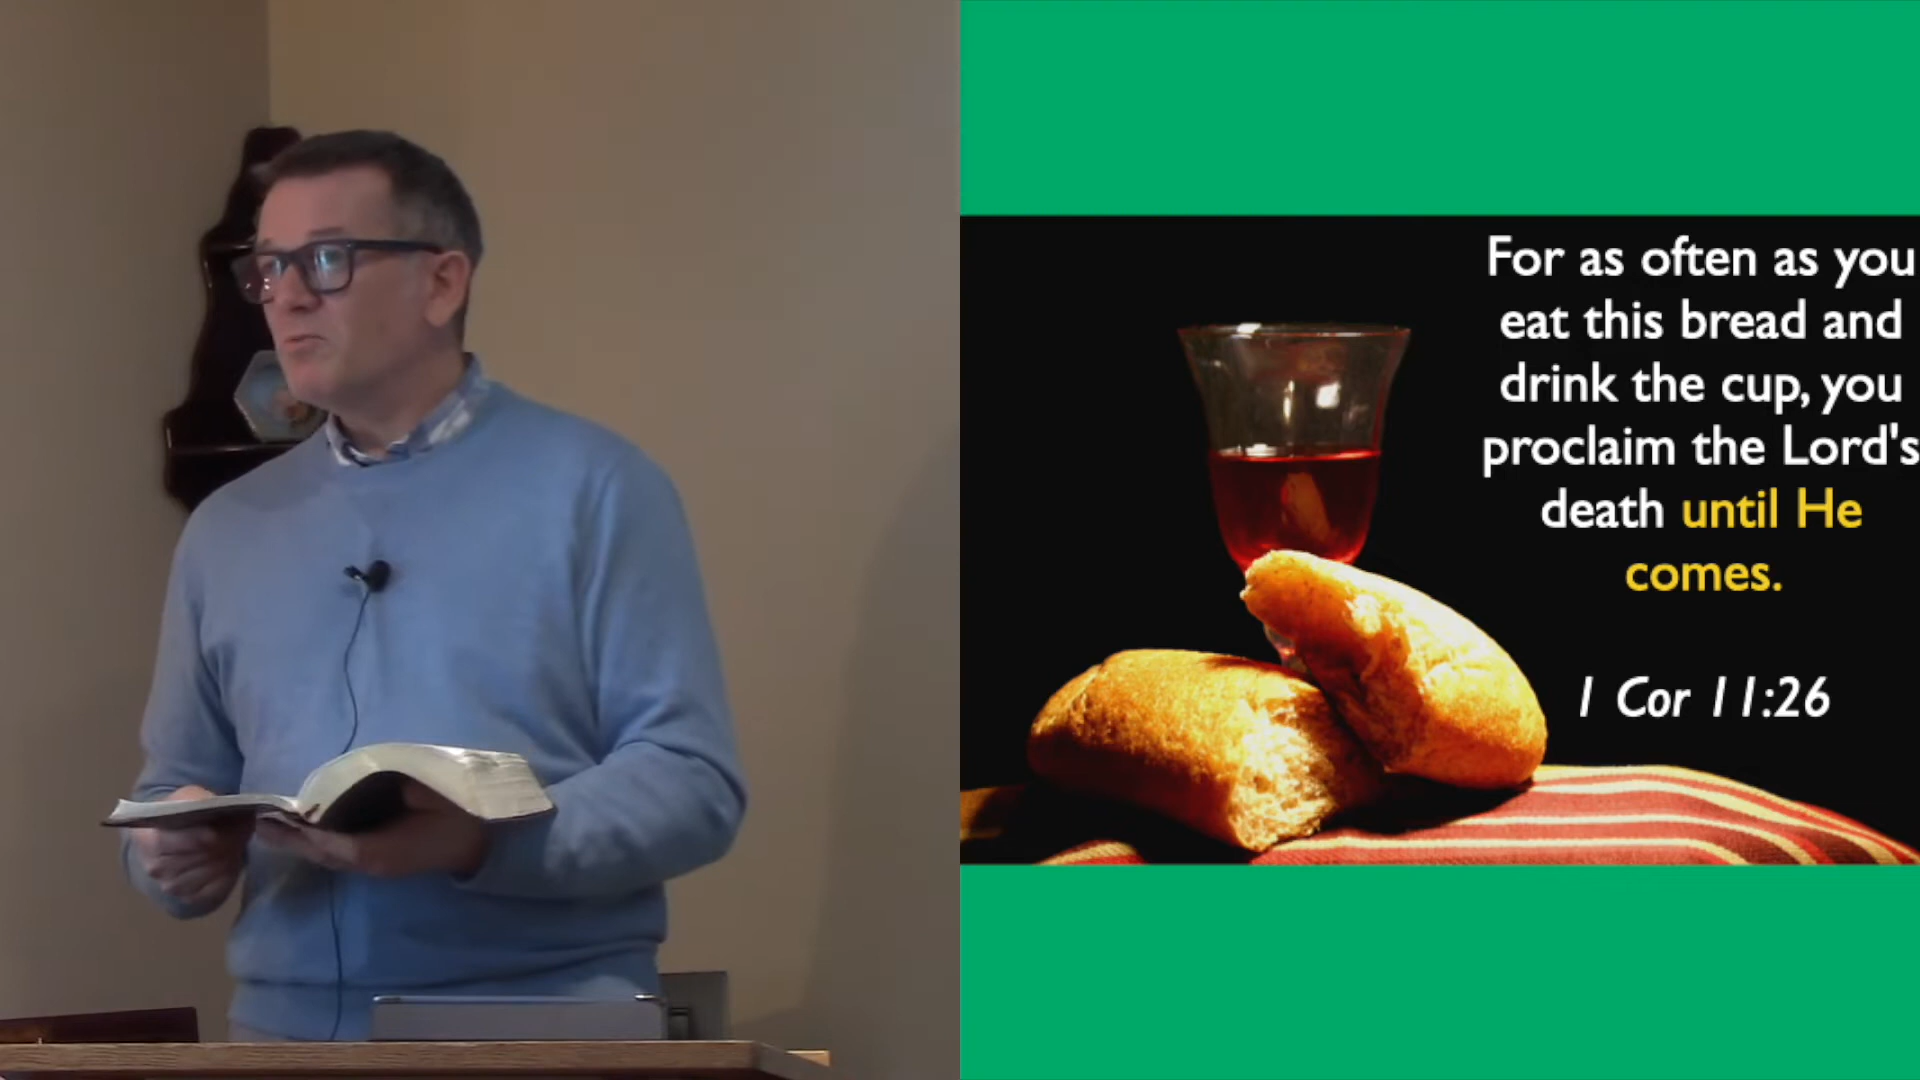 For as often as you
eat this bread and
drink the cup, you
proclaim the Lord's
death until He
comes.
1 Cor 11:26